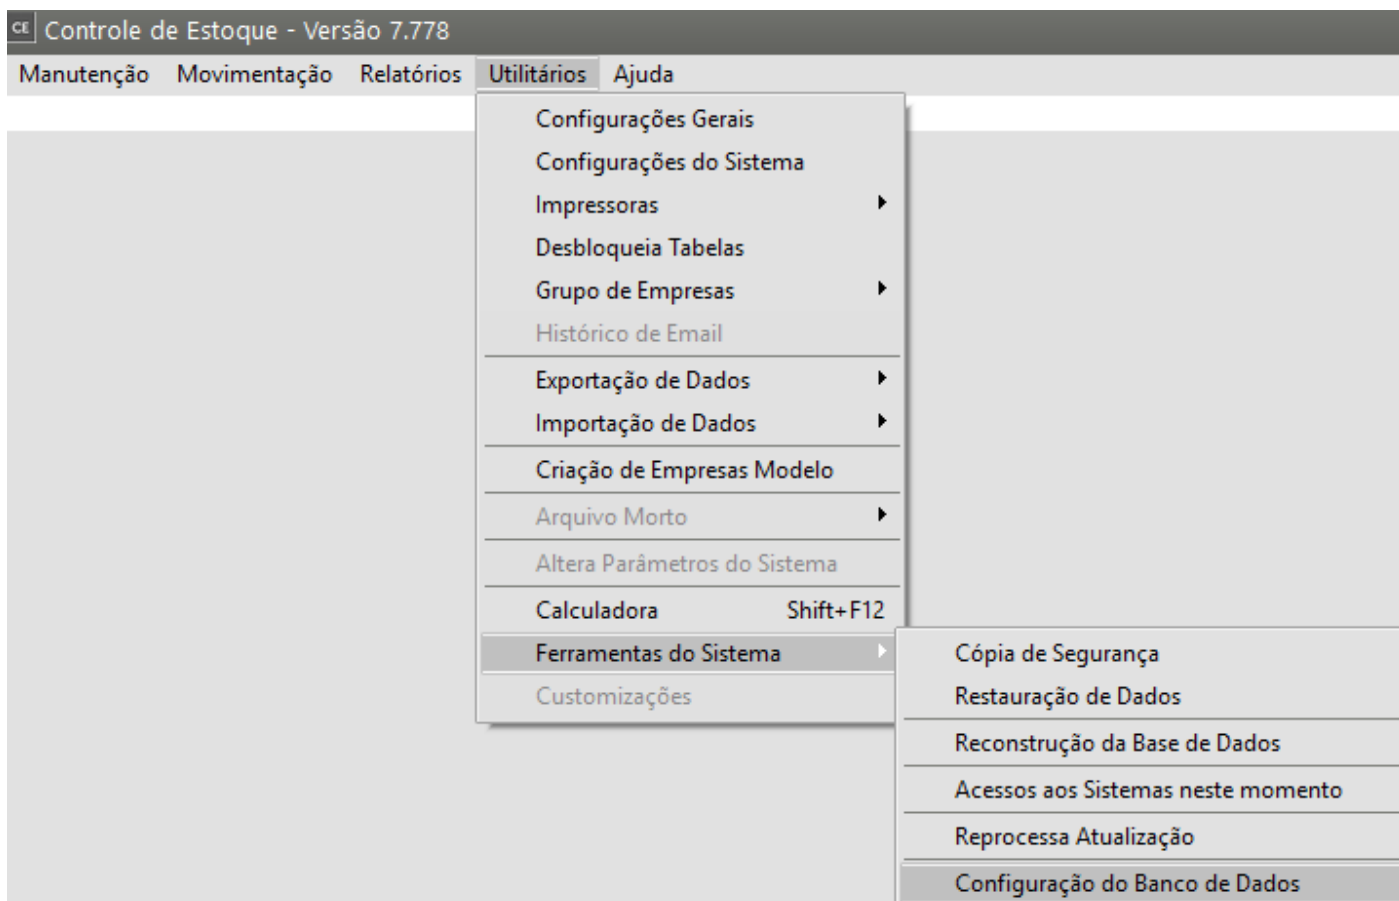 CE Controle de Estoque - Versão 7.778
Manutenção Movimentação Relatórios Utilitários Ajuda
Configurações Gerais
Configurações do Sistema
Impressoras
Desbloqueia Tabelas
Grupo de Empresas
Histórico de Email
Exportação de Dados
Importação de Dados
Criação de Empresas Modelo
Arquivo Morto
Altera Parâmetros do Sistema
Calculadora Shift+F12
Ferramentas do Sistema
Customizações
Cópia de Segurança
Restauração de Dados
Reconstrução da Base de Dados
Acessos aos Sistemas neste momento
Reprocessa Atualização
Configuração do Banco de Dados